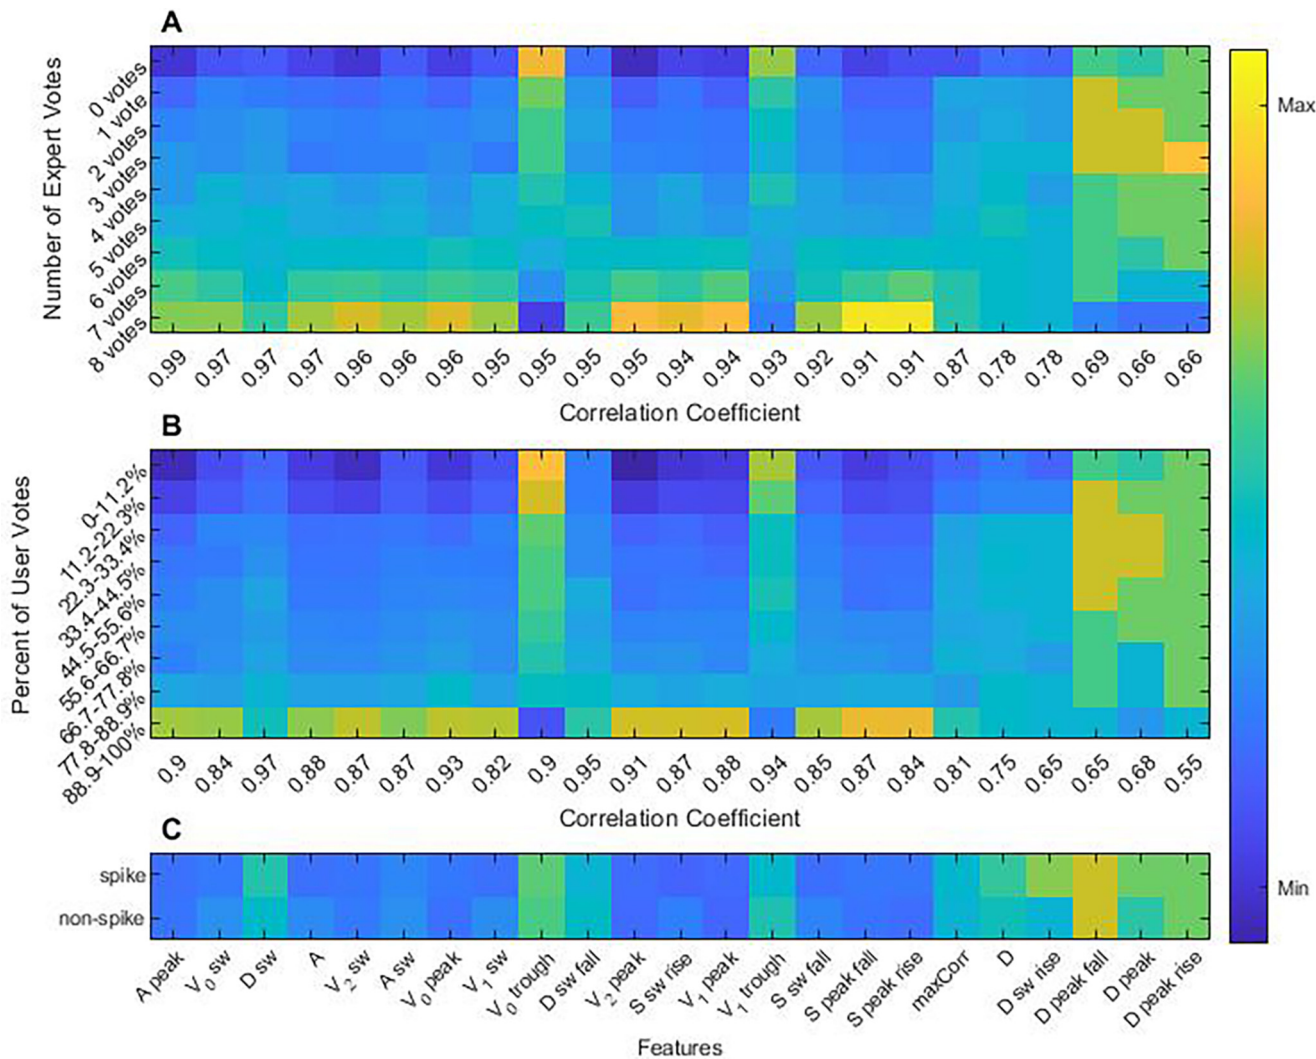 A
Number of Expert Votes
0 votes
1 vote
2 votes
3 votes
4 votes
5 votes
6 votes
7 votes
8 votes
0.99 0.97 0.97 0.97 0.96 0.96 0.96 0.95 0.95 0.95 0.95 0.94 0.94 0.93 0.92 0.91 0.91 0.87 0.78 0.78 0.69 0.66 0.66
Correlation Coefficient
Max
Min
B
Percent of User Votes
0-11.2%
11.2-22.3%
22.3-33.4%
33.4-44.5%
44.5-55.6%
55.6-66.7%
66.7-77.8%
77.8-88.9%
88.9-100%
0.9 0.84 0.97 0.88 0.87 0.87 0.93 0.82 0.9 0.95 0.91 0.87 0.88 0.94 0.85 0.87 0.84 0.81 0.75 0.65 0.65 0.68 0.55
Correlation Coefficient
C
spike
non-spike
A peak
V0 sw
D sw
A
V2 sw
A sw
V0 peak
V1 sw
V0 trough
D sw fall
V2 peak
S sw rise
V1 peak
V1 trough
S sw fall
S peak fall
S peak rise
maxCorr
D
D sw rise
D peak fall
D peak
D peak rise
Features